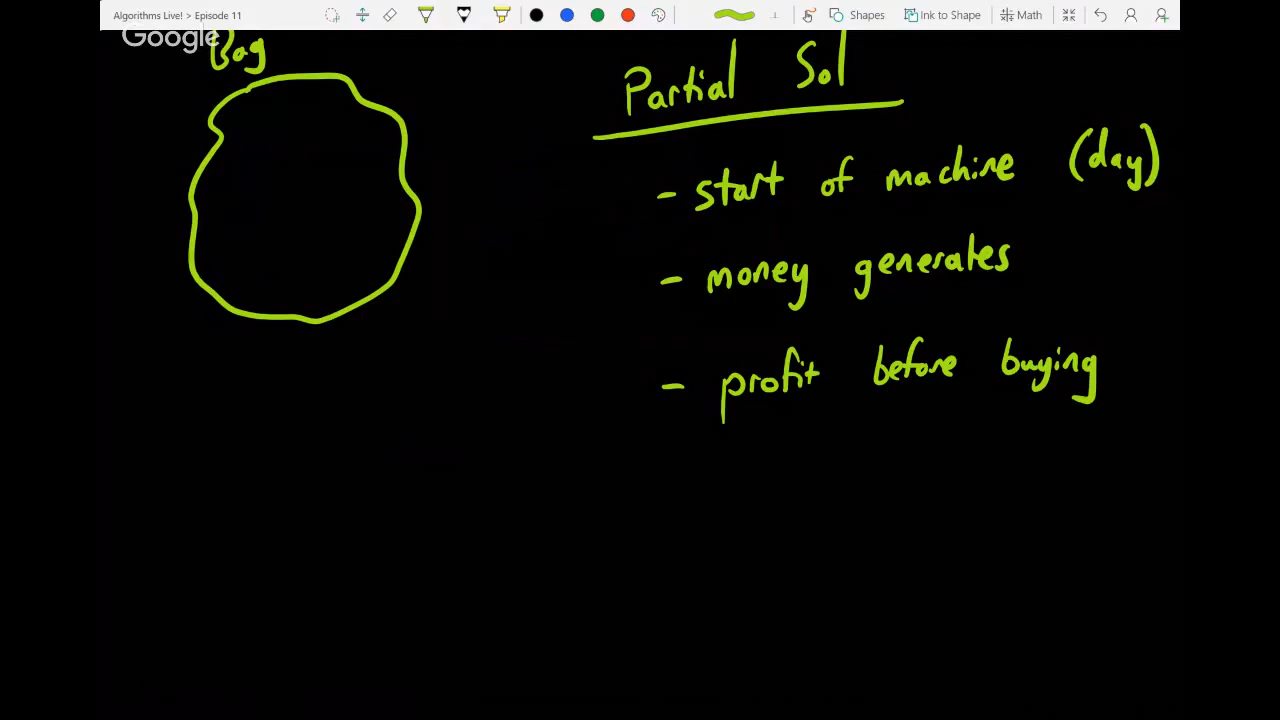 Algorithms Live! > Episode 11
Shapes
Ink to Shape
Math
Google
Bag
Partial Sol
- start of machine (day)
- money generates
- profit before buying